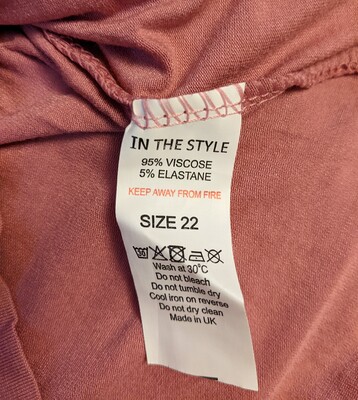 IN THE STYLE
95% VISCOSE
5% ELASTANE
KEEP AWAY FROM FIRE
SIZE 22
Wash at 30°C
Do not bleach
Do not tumble dry
Cool iron on reverse
Do not dry clean
Made in UK